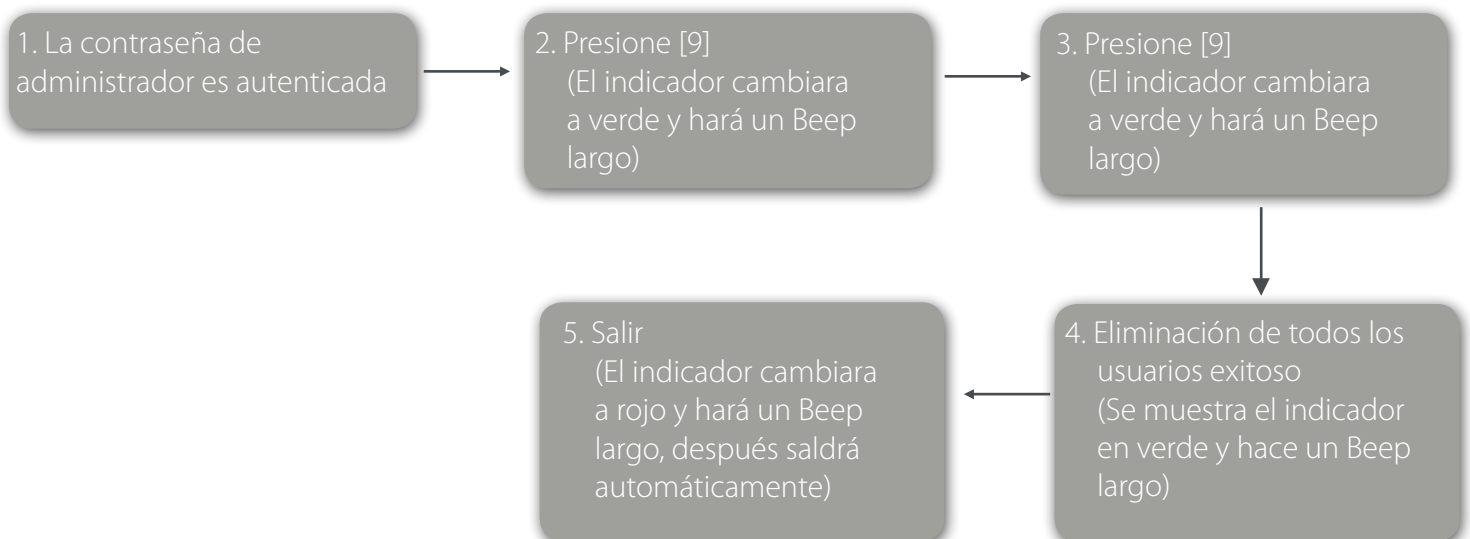 1. La contraseña de
administrador es autenticada
2. Presione [9]
(El indicador cambiara
a verde y hará un Beep
largo)
3. Presione [9]
(El indicador cambiara
a verde y hará un Beep
largo)
4. Eliminación de todos los
usuarios exitoso
(Se muestra el indicador
en verde y hace un Beep
largo)
5. Salir
(El indicador cambiara
a rojo y hará un Beep
largo, después saldrá
automáticamente)